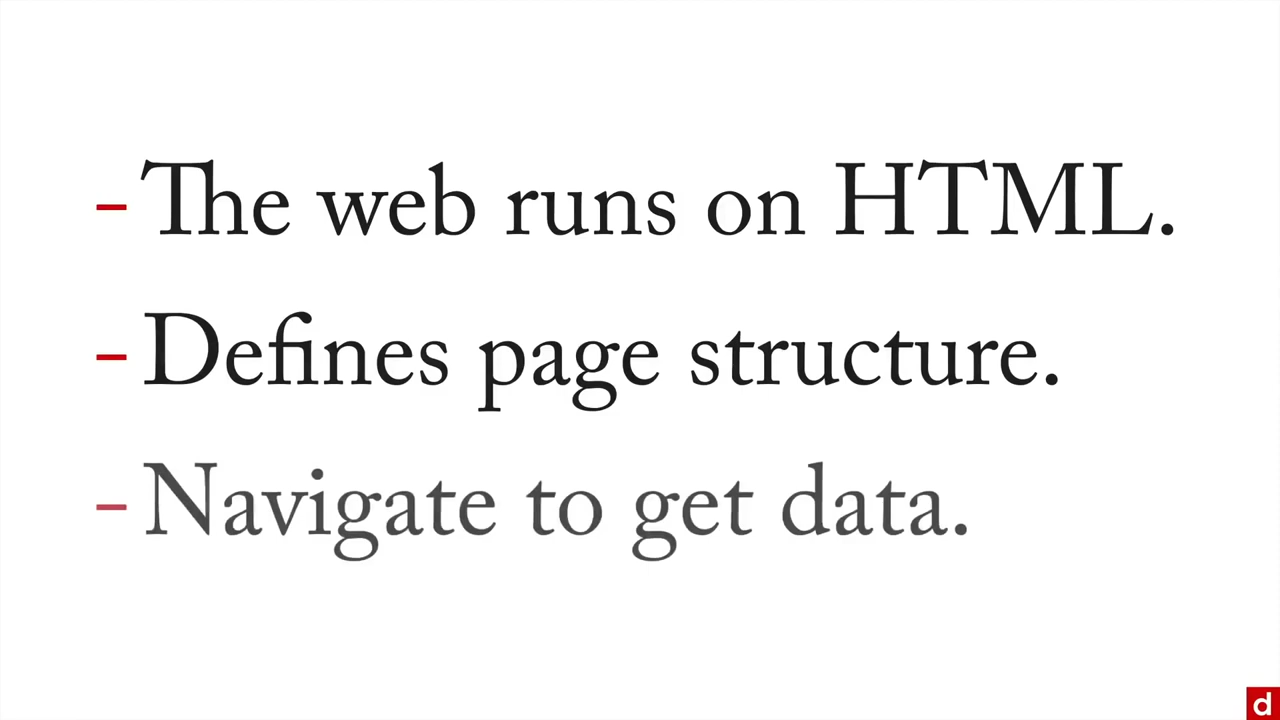 - The web runs on HTML.
- Defines page structure.
- Navigate to get data.
d